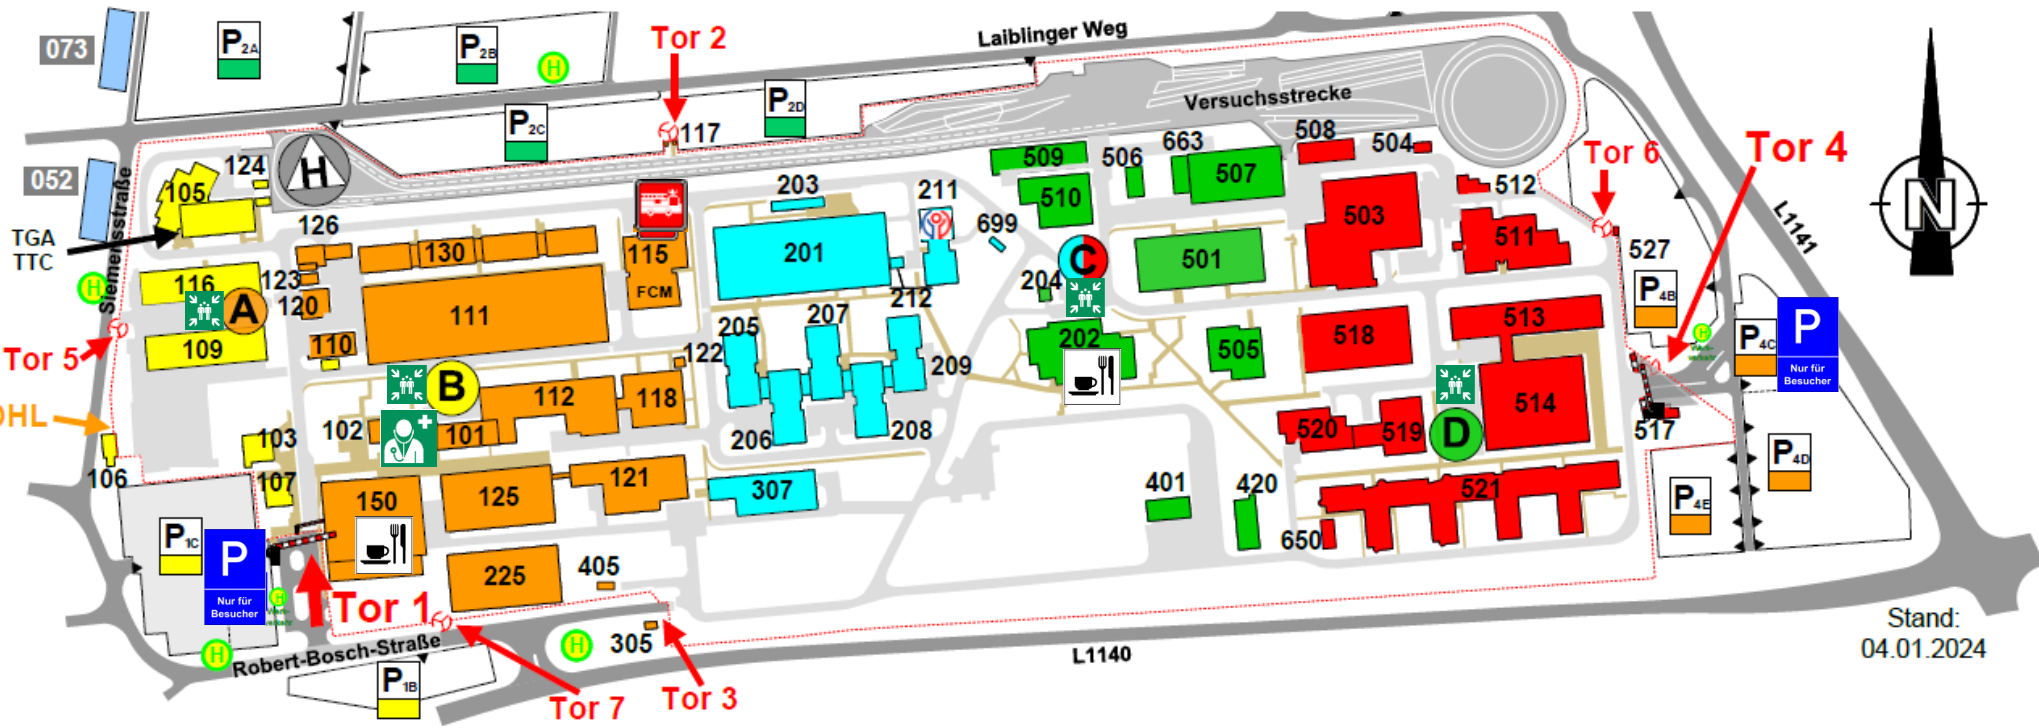 073
P2A
P2B
Tor 2
Laiblinger Weg
P2C
P2D
117
Versuchsstrecke
052
Siemensstraße
124
105
H
203
211
699
509
510
506
663
507
508
504
512
Tor 6
Tor 4
L1141
N
TGA
TTC
126
130
115
FCM
201
212
204
C
501
503
511
527
116
123
120
A
111
109
110
Tor 5
205
207
209
122
202
505
518
513
P4B
P4C
P
Nur für
Besucher
B
112
118
206
208
514
DHL
102
101
103
106
107
520
519
D
517
P4D
150
125
121
307
401
420
521
P4E
650
P1C
P
Nur für
Besucher
225
405
Tor 1
305
Robert-Bosch-Straße
P1B
Tor 7
Tor 3
L1140
Stand:
04.01.2024
H
H
H
H
H
H